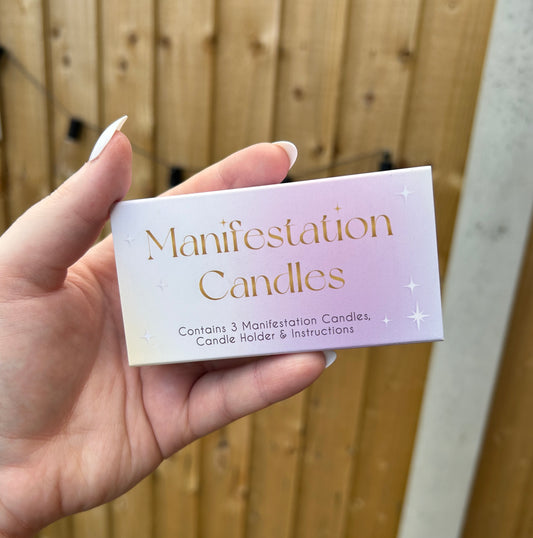 Manifestation
Candles
Contains 3 Manifestation Candles,
Candle Holder & Instructions